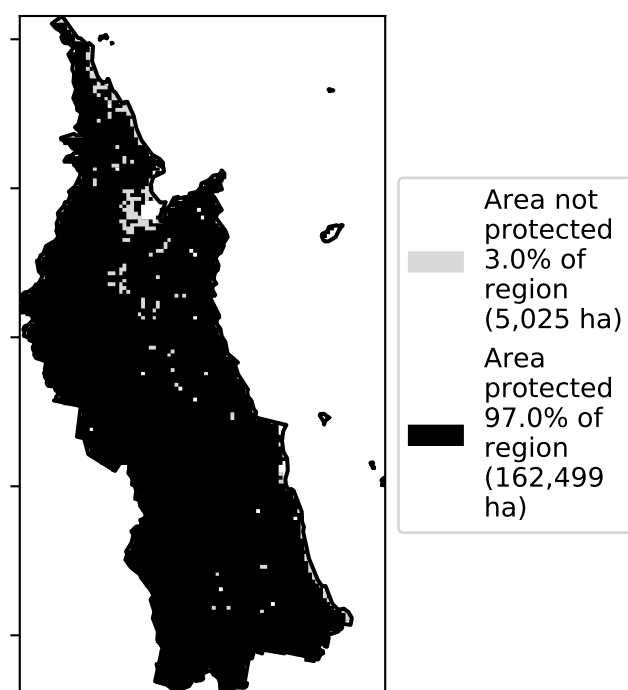 Area not
protected
3.0% of
region
(5,025 ha)
Area
protected
97.0% of
region
(162,499
ha)